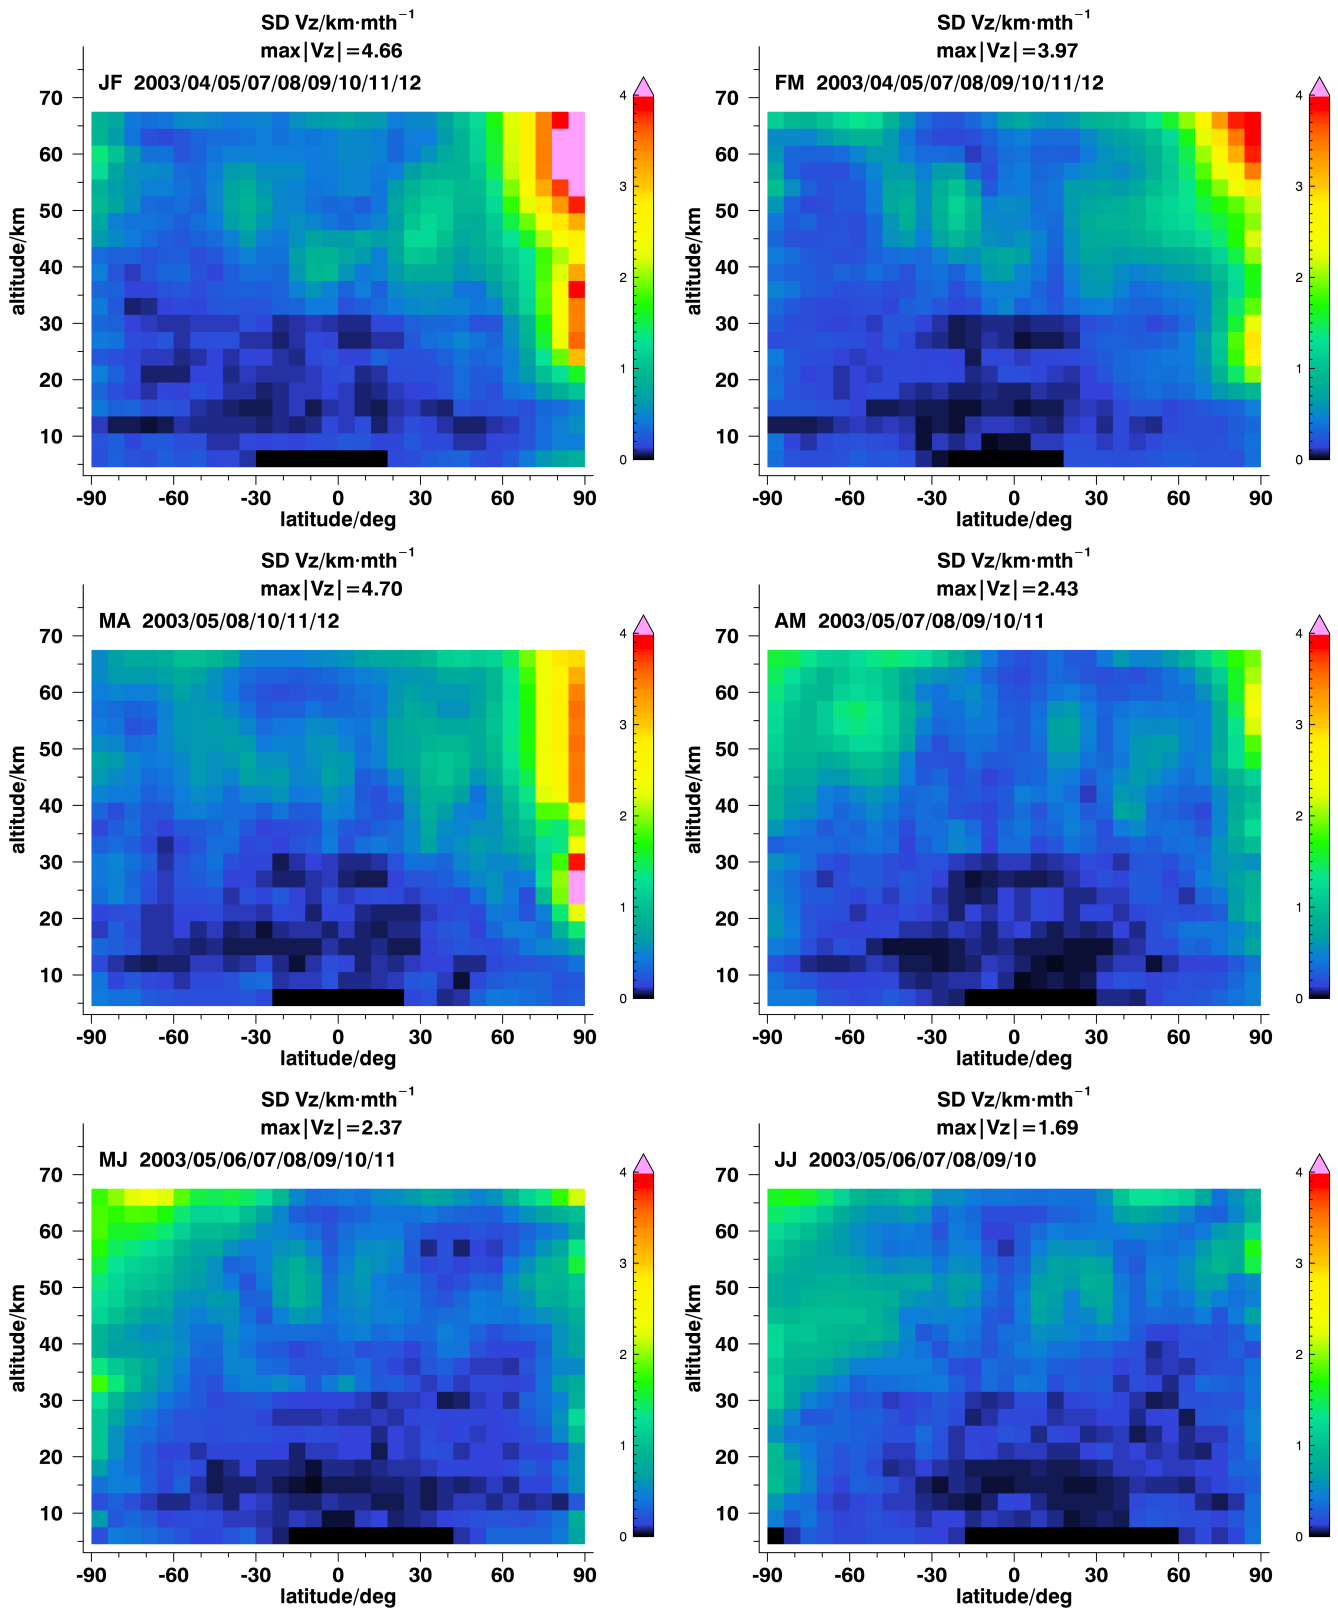 SD Vz/km·mth⁻¹
max|Vz|=4.66
JF 2003/04/05/07/08/09/10/11/12
70
60
50
40
30
20
10
altitude/km
-90 -60 -30 0 30 60 90
latitude/deg
4
3
2
1
0
SD Vz/km·mth⁻¹
max|Vz|=3.97
FM 2003/04/05/07/08/09/10/11/12
70
60
50
40
30
20
10
altitude/km
-90 -60 -30 0 30 60 90
latitude/deg
4
3
2
1
0
SD Vz/km·mth⁻¹
max|Vz|=4.70
MA 2003/05/08/10/11/12
70
60
50
40
30
20
10
altitude/km
-90 -60 -30 0 30 60 90
latitude/deg
4
3
2
1
0
SD Vz/km·mth⁻¹
max|Vz|=2.43
AM 2003/05/07/08/09/10/11
70
60
50
40
30
20
10
altitude/km
-90 -60 -30 0 30 60 90
latitude/deg
4
3
2
1
0
SD Vz/km·mth⁻¹
max|Vz|=2.37
MJ 2003/05/06/07/08/09/10/11
70
60
50
40
30
20
10
altitude/km
-90 -60 -30 0 30 60 90
latitude/deg
4
3
2
1
0
SD Vz/km·mth⁻¹
max|Vz|=1.69
JJ 2003/05/06/07/08/09/10
70
60
50
40
30
20
10
altitude/km
-90 -60 -30 0 30 60 90
latitude/deg
4
3
2
1
0